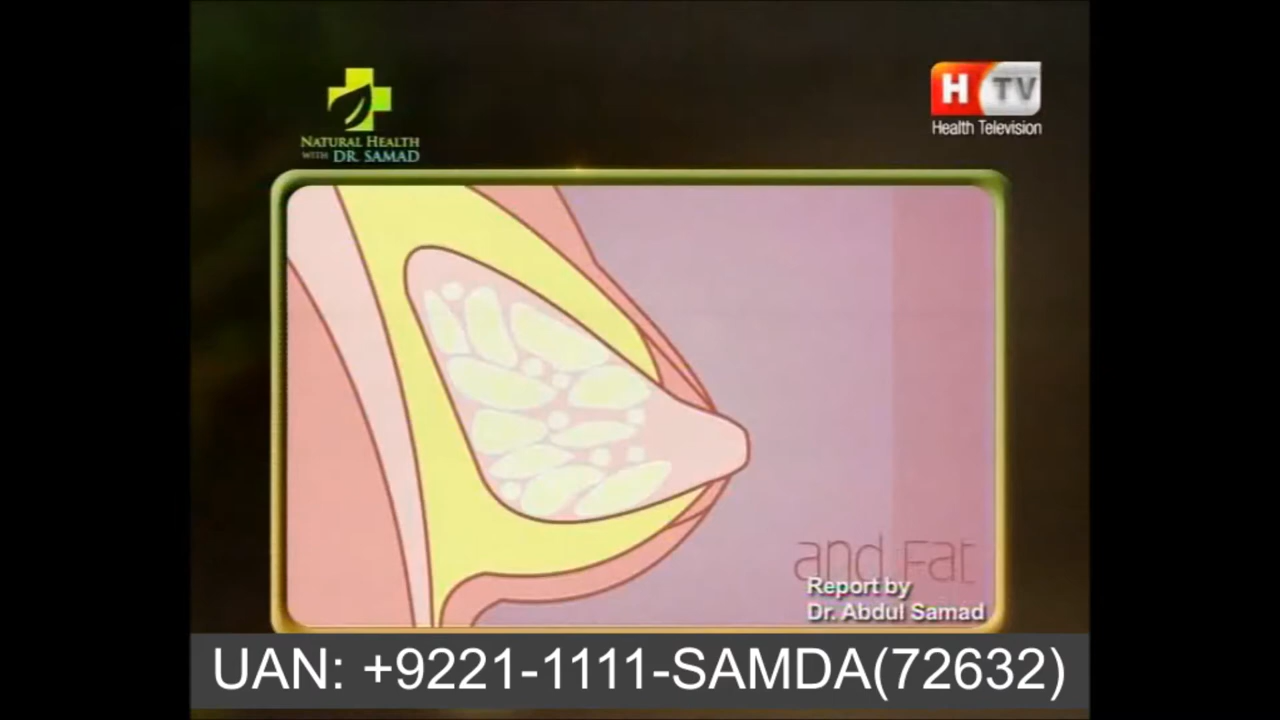 NATURAL HEALTH
WITH DR. SAMAD
H TV
Health Television
and Fat
Report by
Dr. Abdul Samad
UAN: +9221-1111-SAMDA(72632)